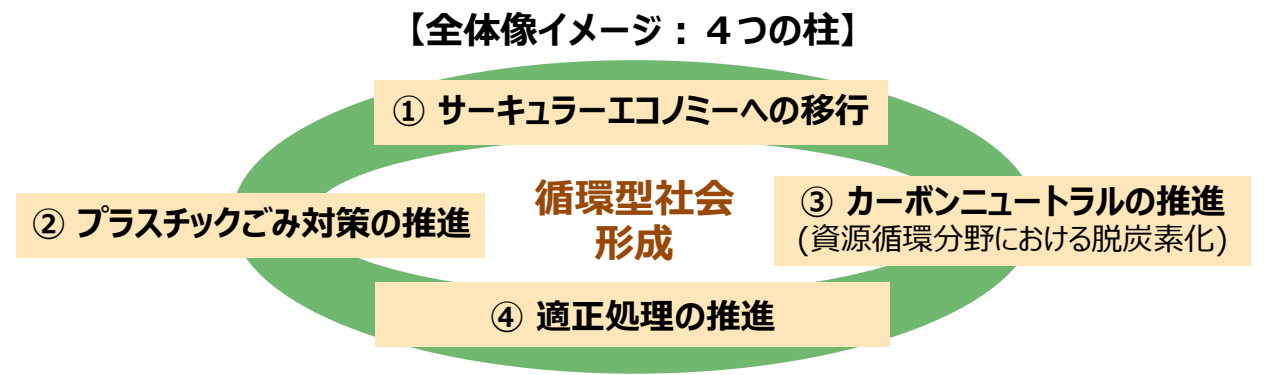 【全体像イメージ：４つの柱】
① サーキュラーエコノミーへの移行
② プラスチックごみ対策の推進
循環型社会
形成
③ カーボンニュートラルの推進
(資源循環分野における脱炭素化)
④ 適正処理の推進